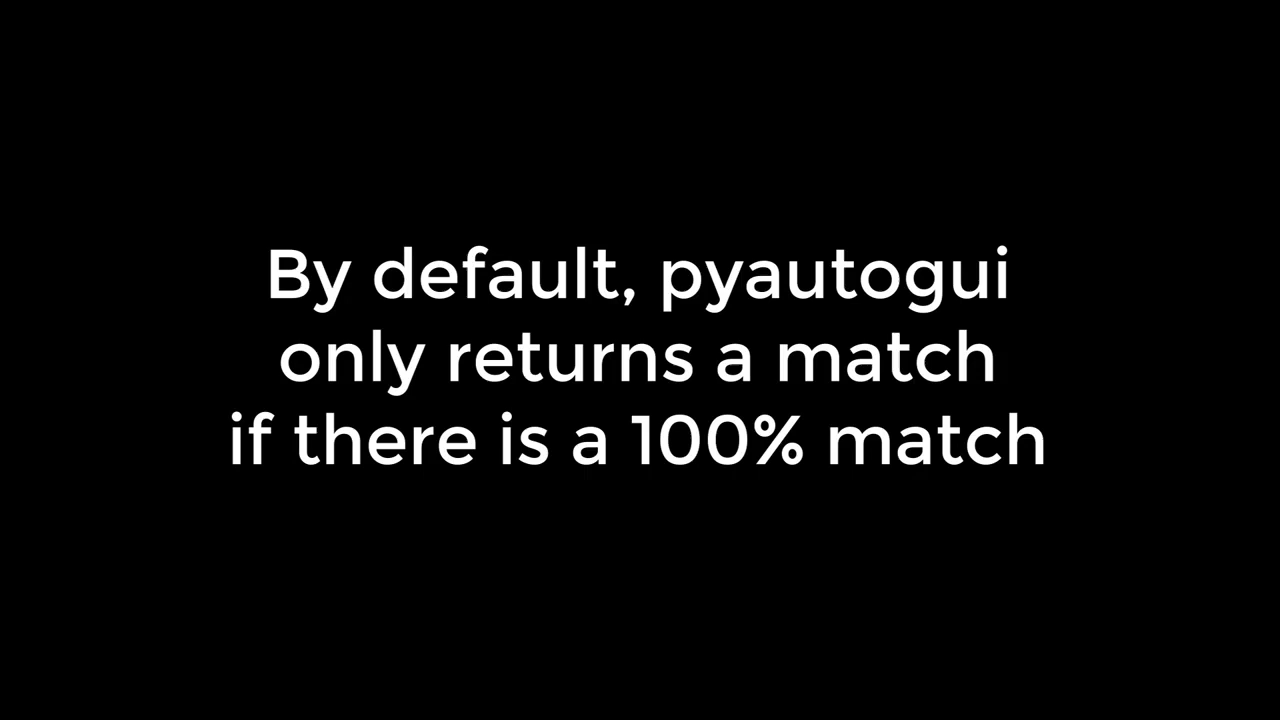 By default, pyautogui
only returns a match
if there is a 100% match